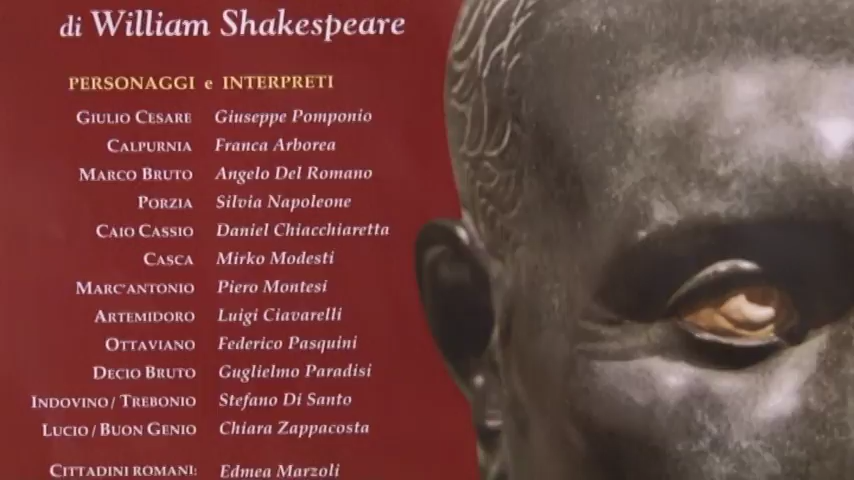 di William Shakespeare
PERSONAGGI e INTERPRETI
GIULIO CESARE Giuseppe Pomponio
CALPURNIA Franca Arborea
MARCO BRUTO Angelo Del Romano
PORZIA Silvia Napoleone
CAIO CASSIO Daniel Chiacchiaretta
CASCA Mirko Modesti
MARC'ANTONIO Piero Montesi
ARTEMIDORO Luigi Ciavarelli
OTTAVIANO Federico Pasquini
DECIO BRUTO Guglielmo Paradisi
INDOVINO / TREBONIO Stefano Di Santo
LUCIO / BUON GENIO Chiara Zappacosta
CITTADINI ROMANI: Edmea Marzoli